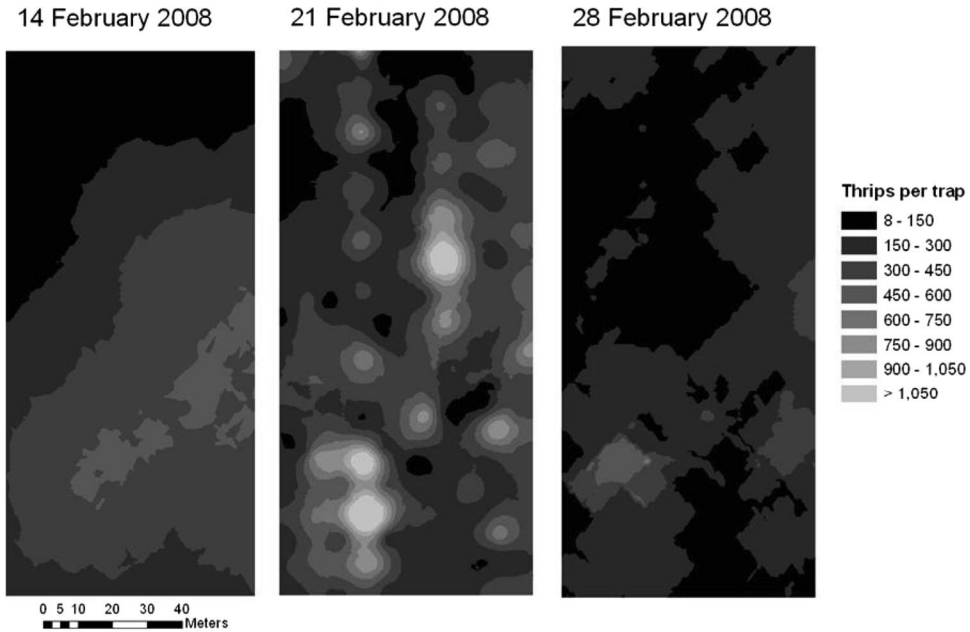 14 February 2008
21 February 2008
28 February 2008
Thrips per trap
8 - 150
150 - 300
300 - 450
450 - 600
600 - 750
750 - 900
900 - 1,050
> 1,050
0 5 10 20 30 40
Meters